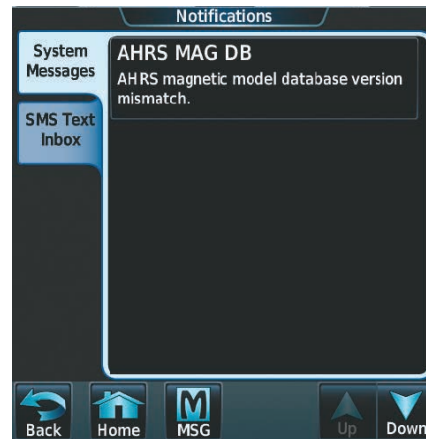 Notifications
System
Messages
AHRS MAG DB
AHRS magnetic model database version
mismatch.
SMS Text
Inbox
Back
Home
MSG
Up
Down